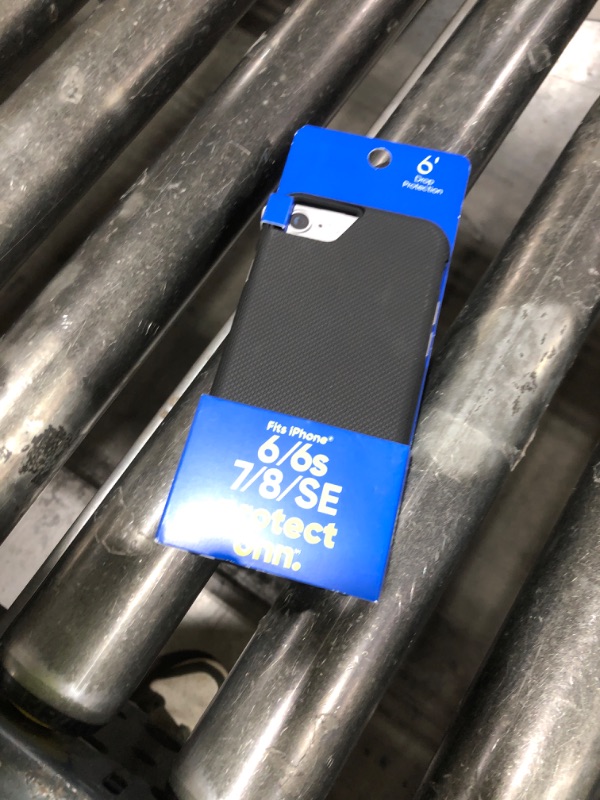 6'
Drop
Protection
Fits iPhone®
6/6s
7/8/SE
protect
onn.